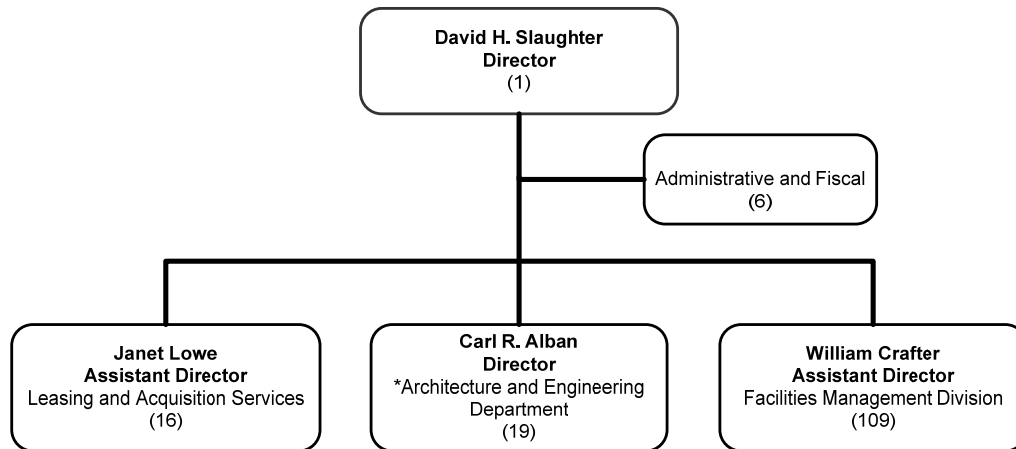 David H. Slaughter
Director
(1)
Administrative and Fiscal
(6)
Janet Lowe
Assistant Director
Leasing and Acquisition Services
(16)
Carl R. Alban
Director
*Architecture and Engineering
Department
(19)
William Crafter
Assistant Director
Facilities Management Division
(109)